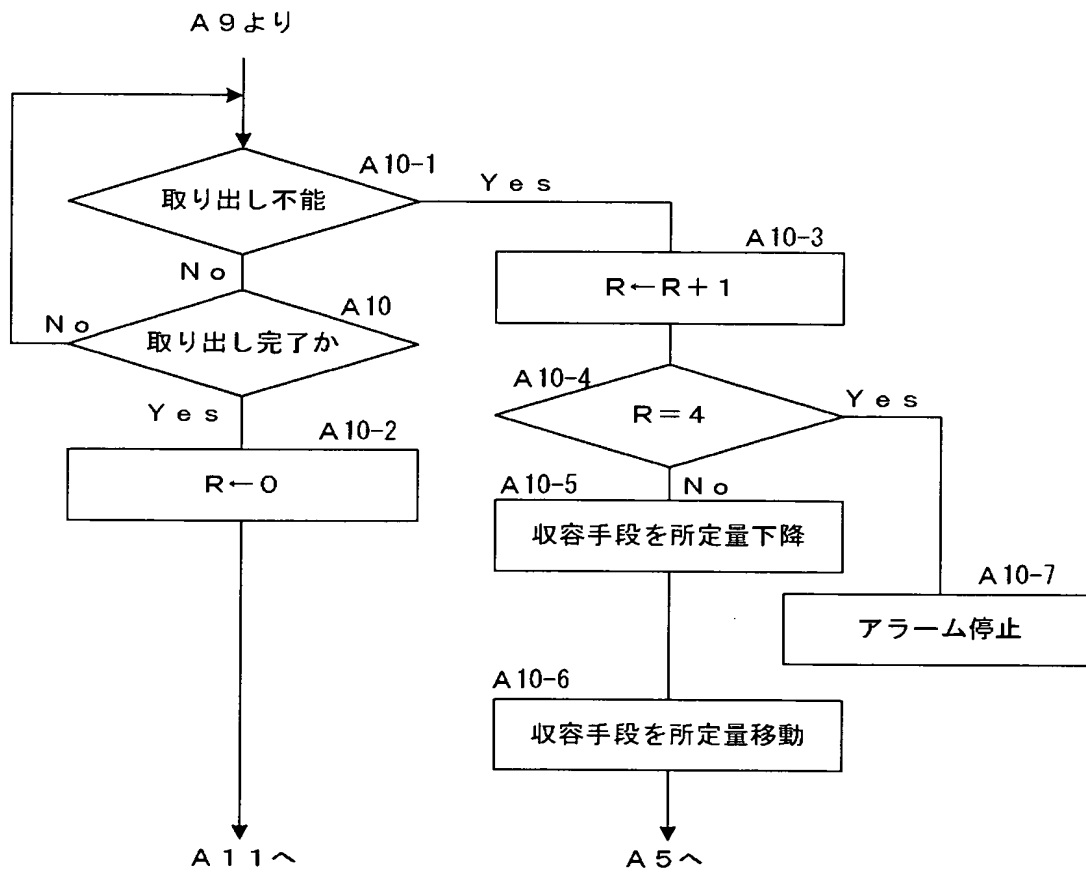 A9より
A10-1
取り出し不能
Yes
No
A10-3
R←R+1
A10
No
取り出し完了か
A10-4
R=4
Yes
Yes
A10-2
R←0
A10-5
No
収容手段を所定量下降
A10-7
アラーム停止
A10-6
収容手段を所定量移動
A11へ
A5へ